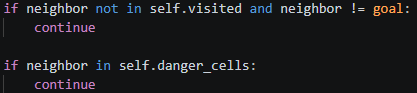 if neighbor not in self.visited and neighbor != goal:
    continue
if neighbor in self.danger_cells:
    continue